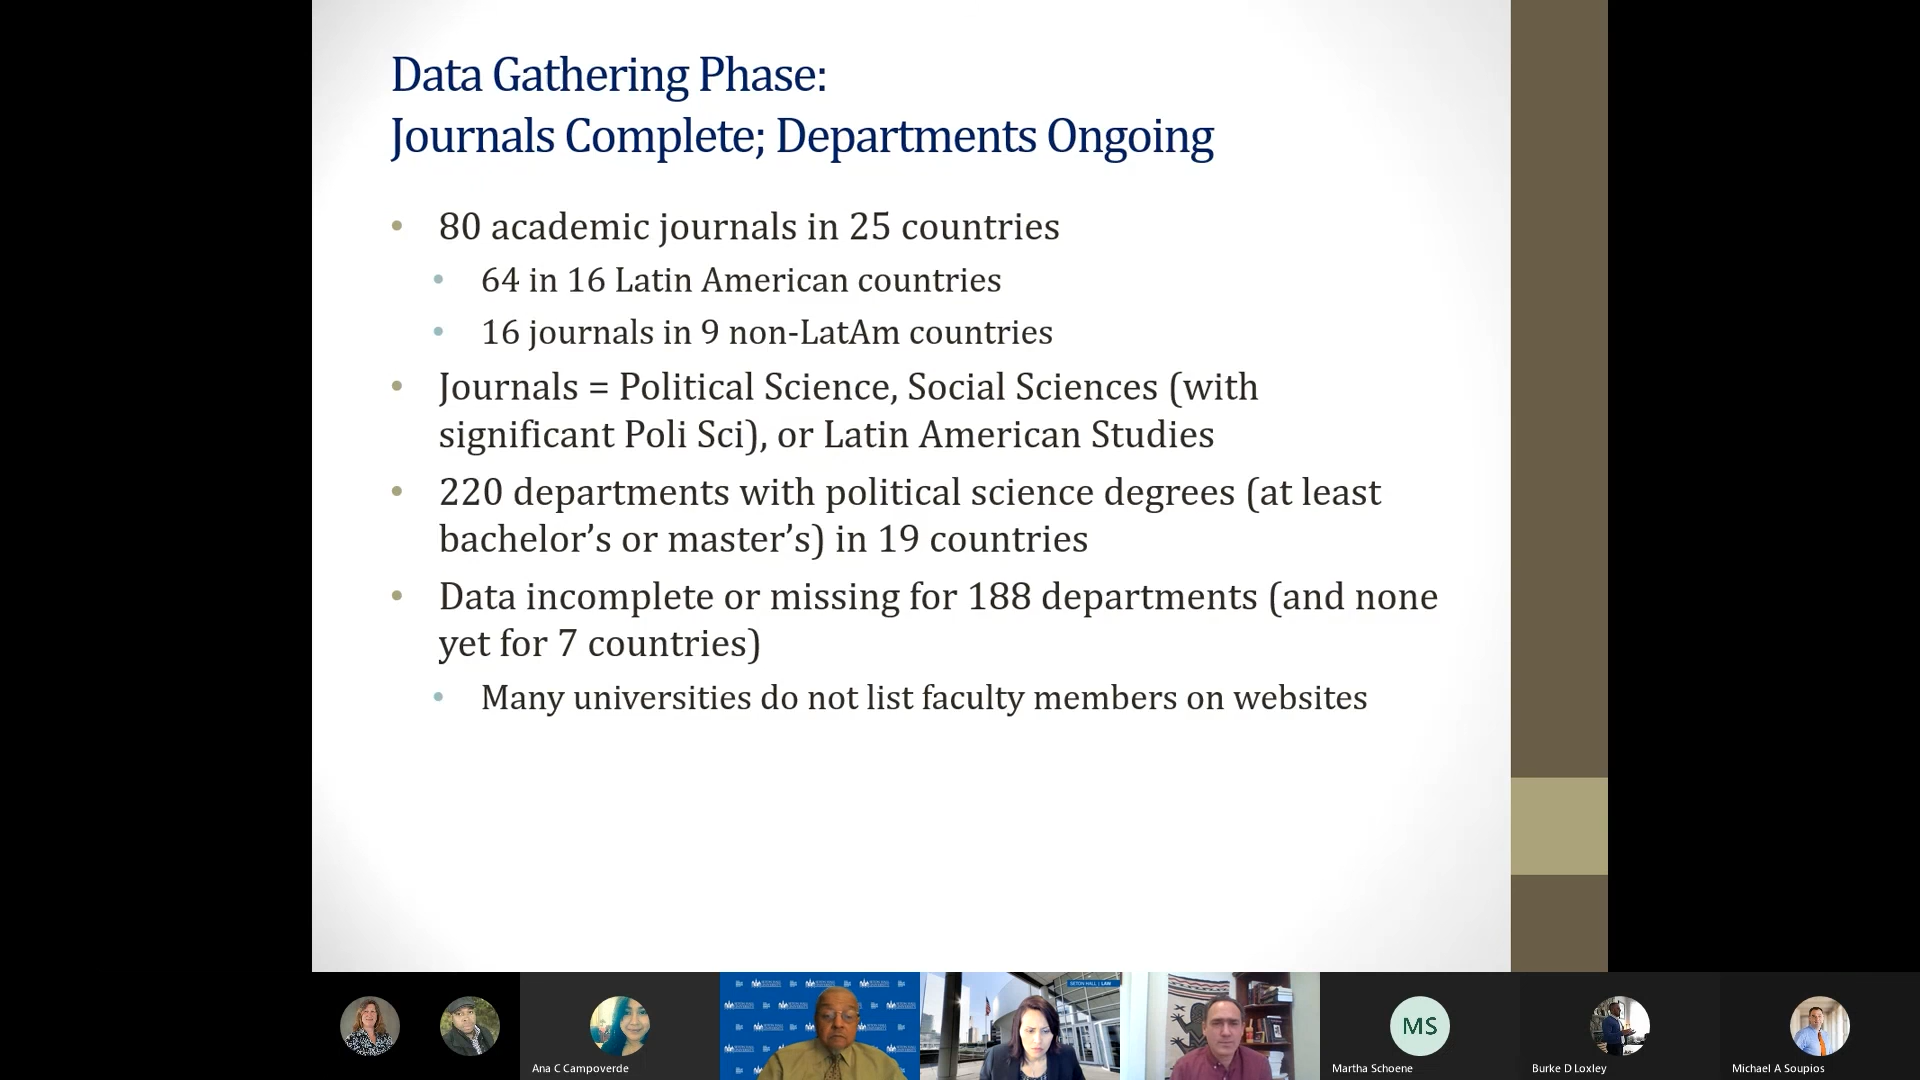 Data Gathering Phase:
Journals Complete; Departments Ongoing
• 80 academic journals in 25 countries
• 64 in 16 Latin American countries
• 16 journals in 9 non-LatAm countries
• Journals = Political Science, Social Sciences (with
significant Poli Sci), or Latin American Studies
• 220 departments with political science degrees (at least
bachelor’s or master’s) in 19 countries
• Data incomplete or missing for 188 departments (and none
yet for 7 countries)
• Many universities do not list faculty members on websites
SETON HALL | LAW
MS
Ana C Campoverde
Martha Schoene
Burke D Loxley
Michael A Soupios